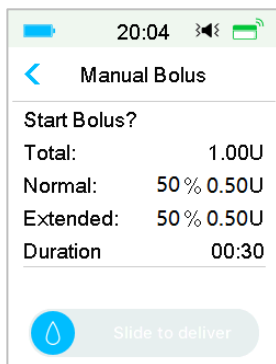 20:04
Manual Bolus
Start Bolus?
Total: 1.00U
Normal: 50% 0.50U
Extended: 50% 0.50U
Duration 00:30
Slide to deliver